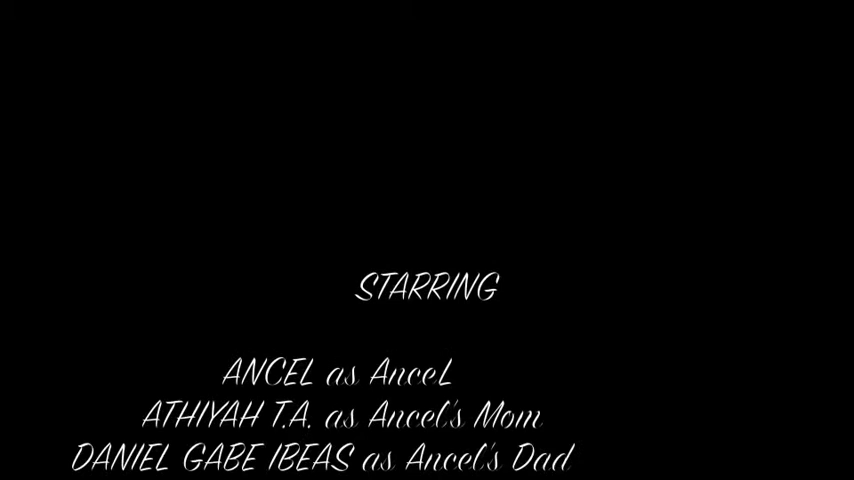 STARRING
ANCEL as AnceL
ATHIYAH T.A. as Ancel's Mom
DANIEL GABE IBEAS as Ancel's Dad